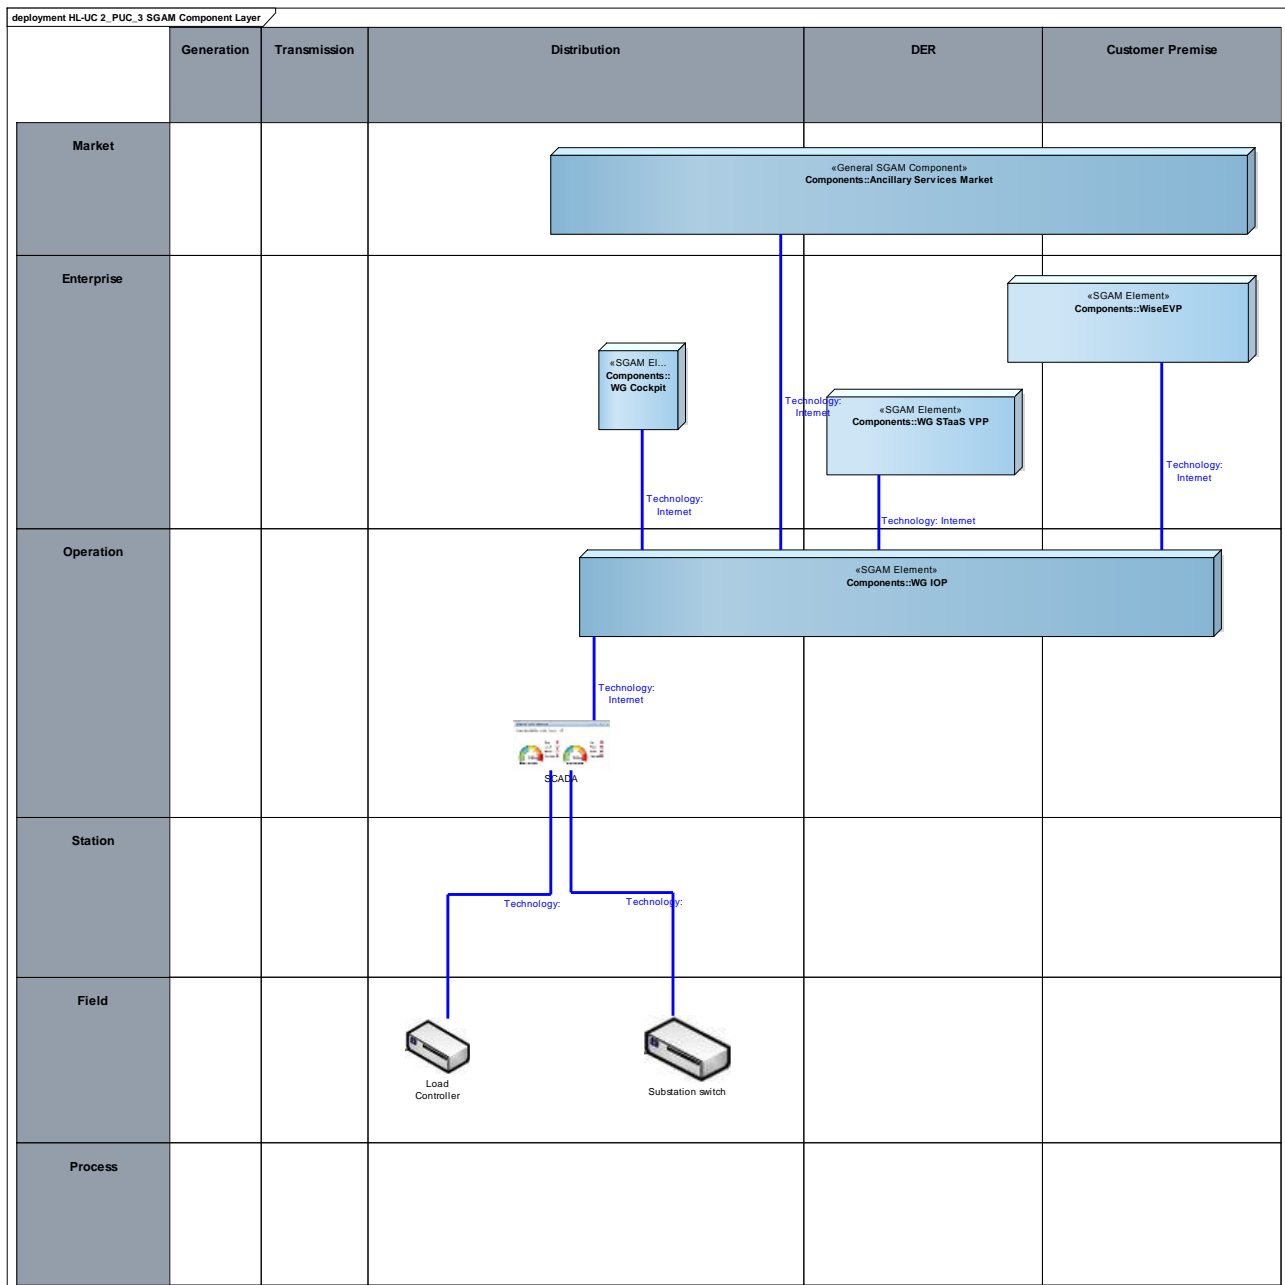 deployment HL-UC 2_PUC_3 SGAM Component Layer
Generation
Transmission
Distribution
DER
Customer Premise
Market
«General SGAM Component»
Components::Ancillary Services Market
Enterprise
«SGAM Element»
Components::WiseEVP
«SGAM El...
Components::
WG Cockpit
Technology:
Internet
«SGAM Element»
Components::WG STaaS VPP
Technology:
Internet
Technology:
Internet
Technology: Internet
Operation
«SGAM Element»
Components::WG IOP
Technology:
Internet
SCADA
Station
Technology:
Technology:
Field
Load
Controller
Substation switch
Process